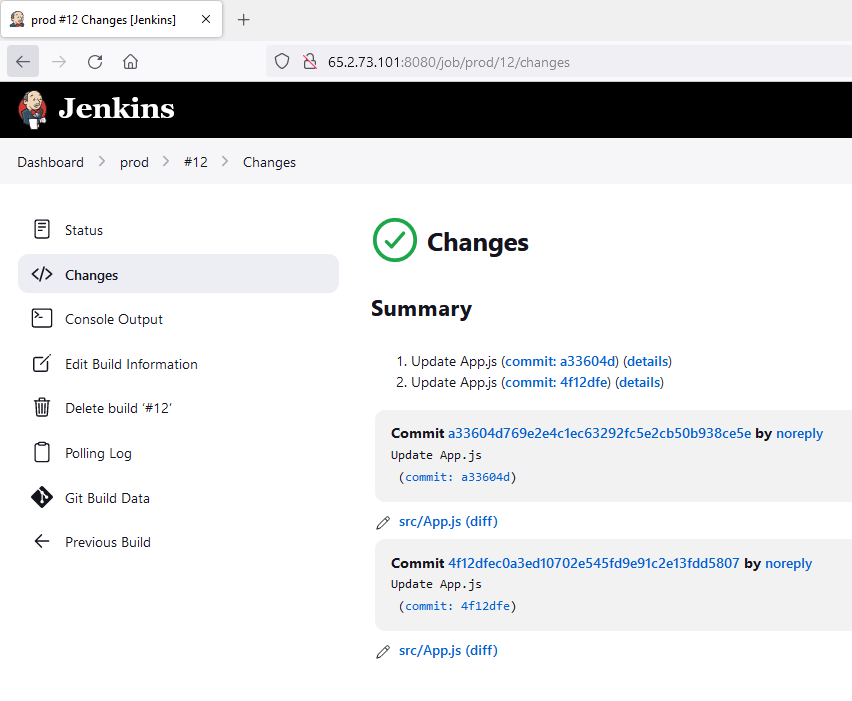 prod #12 Changes [Jenkins]
65.2.73.101:8080/job/prod/12/changes
Jenkins
Dashboard prod #12 Changes
Status
Changes
Console Output
Edit Build Information
Delete build ‘#12’
Polling Log
Git Build Data
Previous Build
Changes
Summary
1. Update App.js (commit: a33604d) (details)
2. Update App.js (commit: 4f12dfe) (details)
Commit a33604d769e2e4c1ec63292fc5e2cb50b938ce5e by noreply
Update App.js
(commit: a33604d)
src/App.js (diff)
Commit 4f12dfec0a3ed10702e545fd9e91c2e13fdd5807 by noreply
Update App.js
(commit: 4f12dfe)
src/App.js (diff)